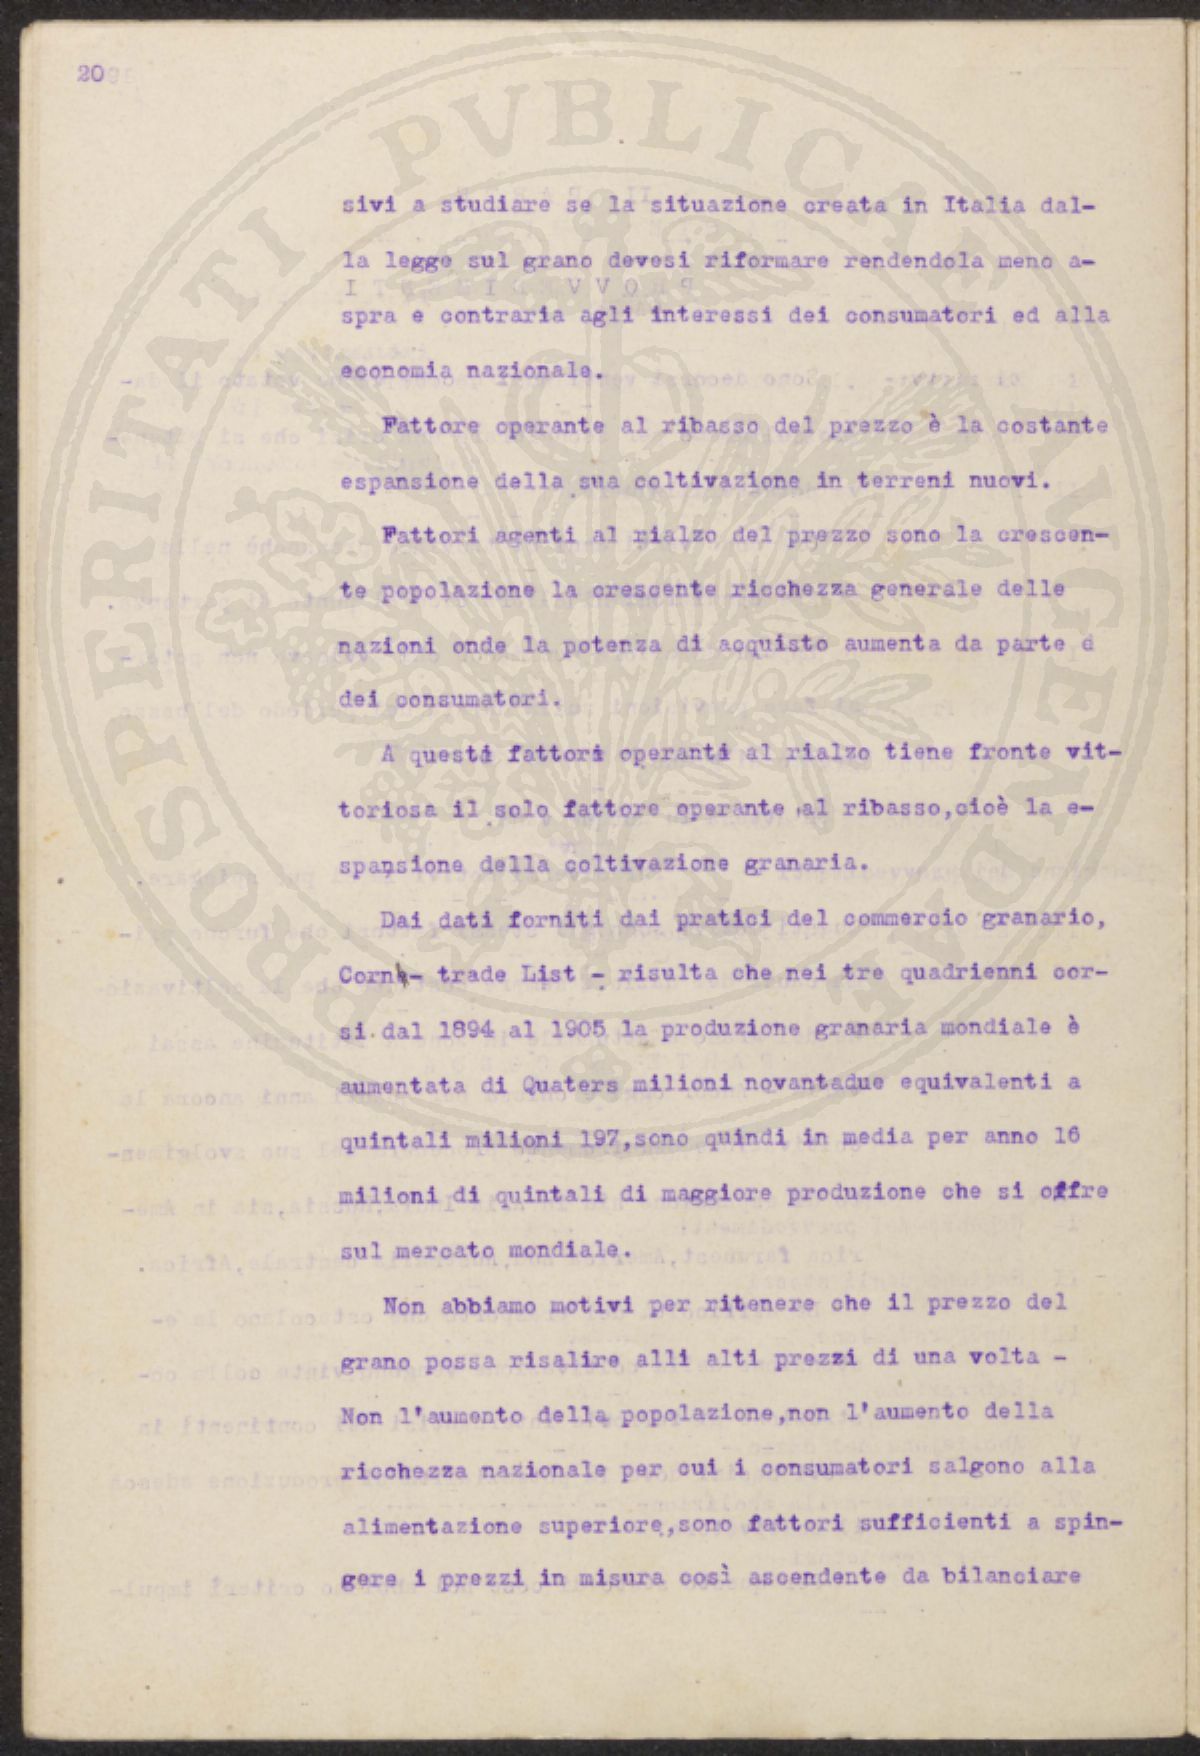 20
sivi a studiare se la situazione creata in Italia dal-
la legge sul grano devesi riformare rendendola meno a-
spra e contraria agli interessi dei consumatori ed alla
economia nazionale.
Fattore operante al ribasso del prezzo è la costante
espansione della sua coltivazione in terreni nuovi.
Fattori agenti al rialzo del prezzo sono la crescen-
te popolazione la crescente ricchezza generale delle
nazioni onde la potenza di acquisto aumenta da parte d
dei consumatori.
A questi fattori operanti al rialzo tiene fronte vit-
toriosa il solo fattore operante al ribasso,cioè la e-
spansione della coltivazione granaria.
Dai dati forniti dai pratici del commercio granario,
Corn - trade List - risulta che nei tre quadrienni cor-
si dal 1894 al 1905 la produzione granaria mondiale è
aumentata di Quaters milioni novantadue equivalenti a
quintali milioni 197,sono quindi in media per anno 16
milioni di quintali di maggiore produzione che si offre
sul mercato mondiale.
Non abbiamo motivi per ritenere che il prezzo del
grano possa risalire alli alti prezzi di una volta -
Non l'aumento della popolazione,non l'aumento della
ricchezza nazionale per cui i consumatori salgono alla
alimentazione superiore,sono fattori sufficienti a spin-
gere i prezzi in misura così ascendente da bilanciare
PROSPERITATI PUBLICAE AUGENDAE